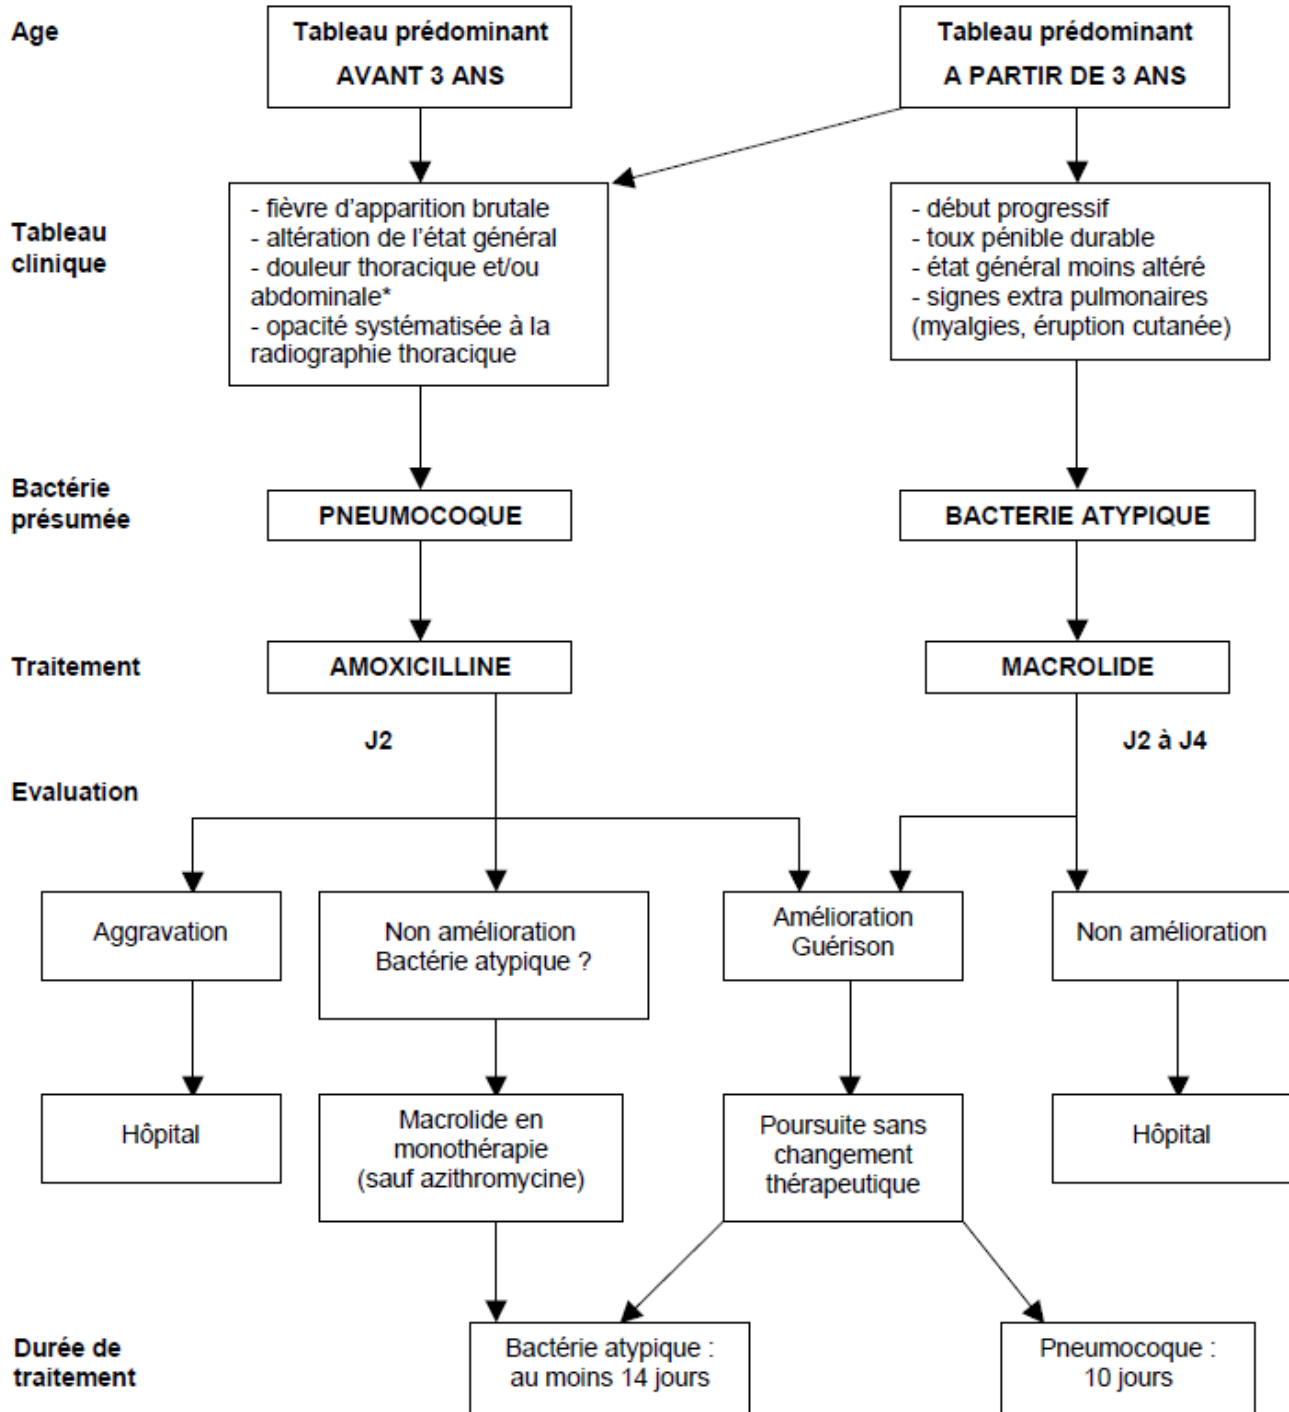 Age
Tableau prédominant
AVANT 3 ANS
Tableau prédominant
A PARTIR DE 3 ANS
Tableau
clinique
- fièvre d'apparition brutale
- altération de l'état général
- douleur thoracique et/ou
abdominale*
- opacité systématisée à la
radiographie thoracique
- début progressif
- toux pénible durable
- état général moins altéré
- signes extra pulmonaires
(myalgies, éruption cutanée)
Bactérie
présumée
PNEUMOCOQUE
BACTERIE ATYPIQUE
Traitement
AMOXICILLINE
MACROLIDE
J2
J2 à J4
Evaluation
Aggravation
Non amélioration
Bactérie atypique ?
Amélioration
Guérison
Non amélioration
Hôpital
Macrolide en
monothérapie
(sauf azithromycine)
Poursuite sans
changement
thérapeutique
Hôpital
Durée de
traitement
Bactérie atypique :
au moins 14 jours
Pneumocoque :
10 jours